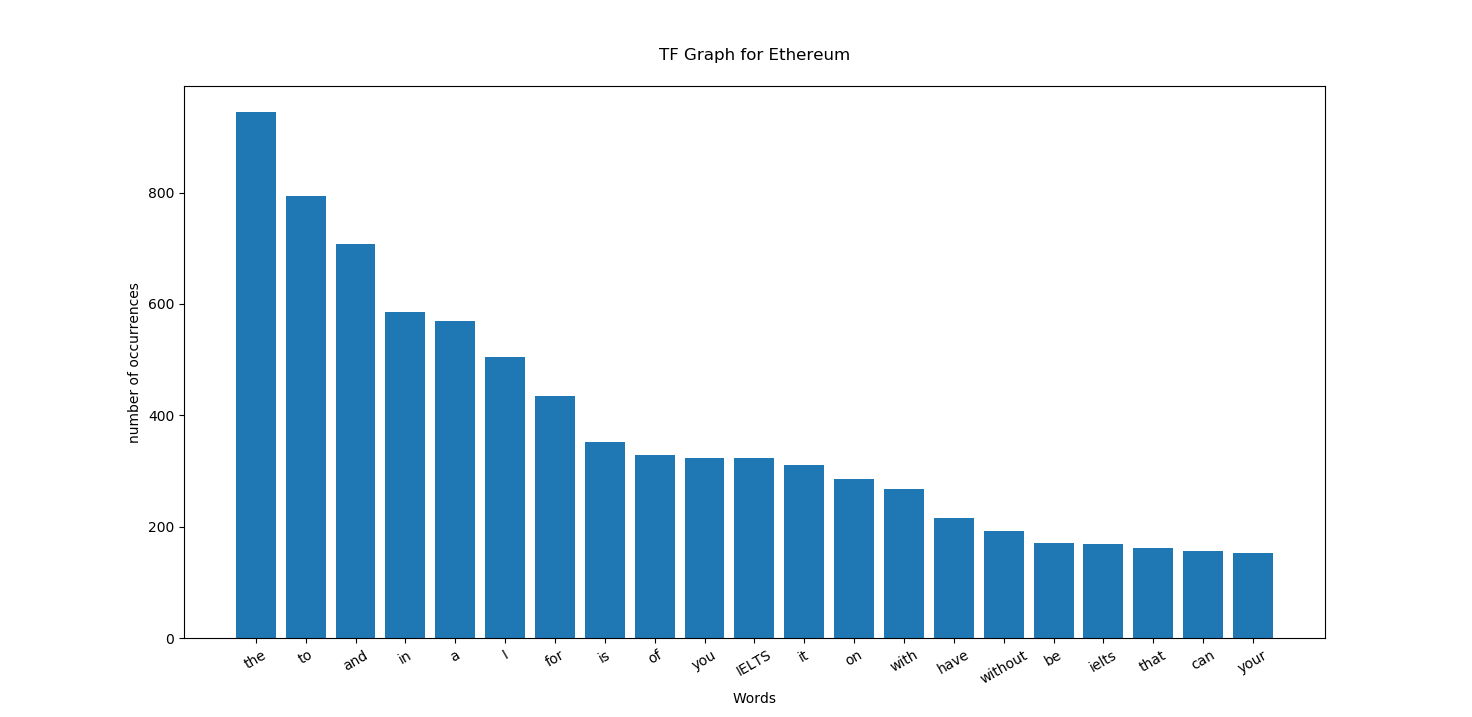 TF Graph for Ethereum
number of occurrences
800
600
400
200
0
the to and in a I for is of you IELTS it on with have without be ielts that can your
Words